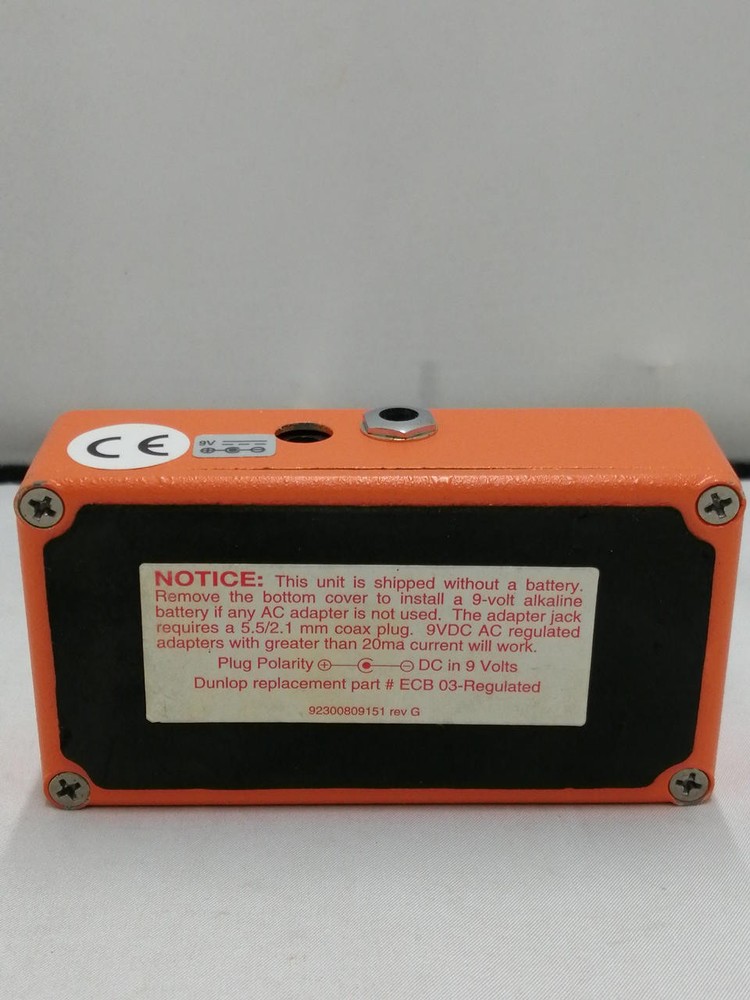 CE
9V
NOTICE: This unit is shipped without a battery.
Remove the bottom cover to install a 9-volt alkaline
battery if any AC adapter is not used. The adapter jack
requires a 5.5/2.1 mm coax plug. 9VDC AC regulated
adapters with greater than 20ma current will work.
Plug Polarity DC in 9 Volts
Dunlop replacement part # ECB 03-Regulated
92300809151 rev G